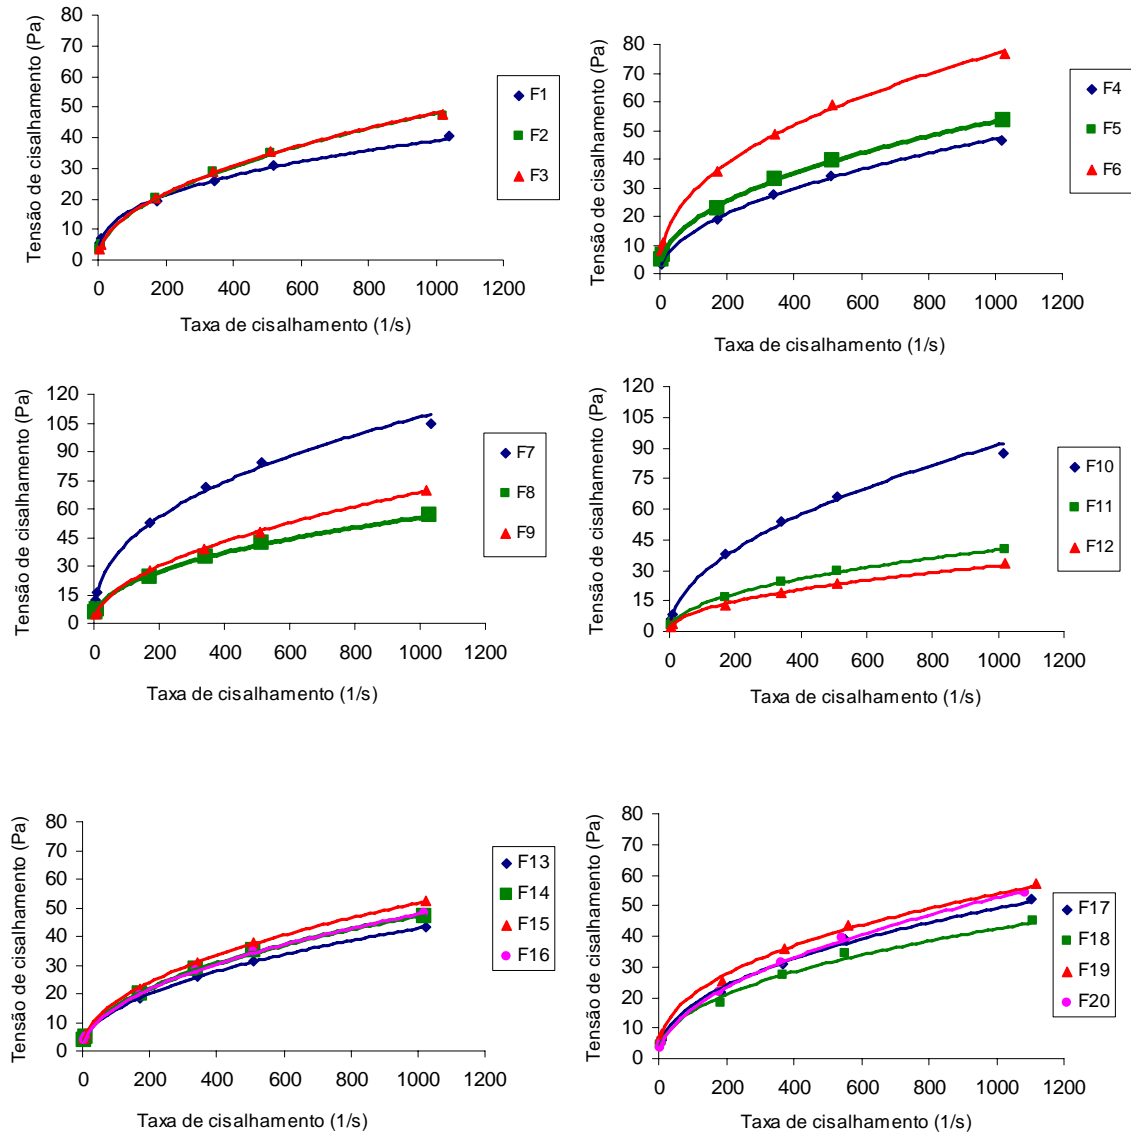 Tensão de cisalhamento (Pa)
80
70
60
50
40
30
20
10
0
0 200 400 600 800 1000 1200
Taxa de cisalhamento (1/s)
F1
F2
F3
Tensão de cisalhamento (Pa)
80
70
60
50
40
30
20
10
0
0 200 400 600 800 1000 1200
Taxa de cisalhamento (1/s)
F4
F5
F6
Tensão de cisalhamento (Pa)
120
105
90
75
60
45
30
15
0
0 200 400 600 800 1000 1200
Taxa de cisalhamento (1/s)
F7
F8
F9
Tensão de cisalhamento (Pa)
120
105
90
75
60
45
30
15
0
0 200 400 600 800 1000 1200
Taxa de cisalhamento (1/s)
F10
F11
F12
Tensão de cisalhamento (Pa)
80
70
60
50
40
30
20
10
0
0 200 400 600 800 1000 1200
Taxa de cisalhamento (1/s)
F13
F14
F15
F16
Tensão de cisalhamento (Pa)
80
70
60
50
40
30
20
10
0
0 200 400 600 800 1000 1200
Taxa de cisalhamento (1/s)
F17
F18
F19
F20